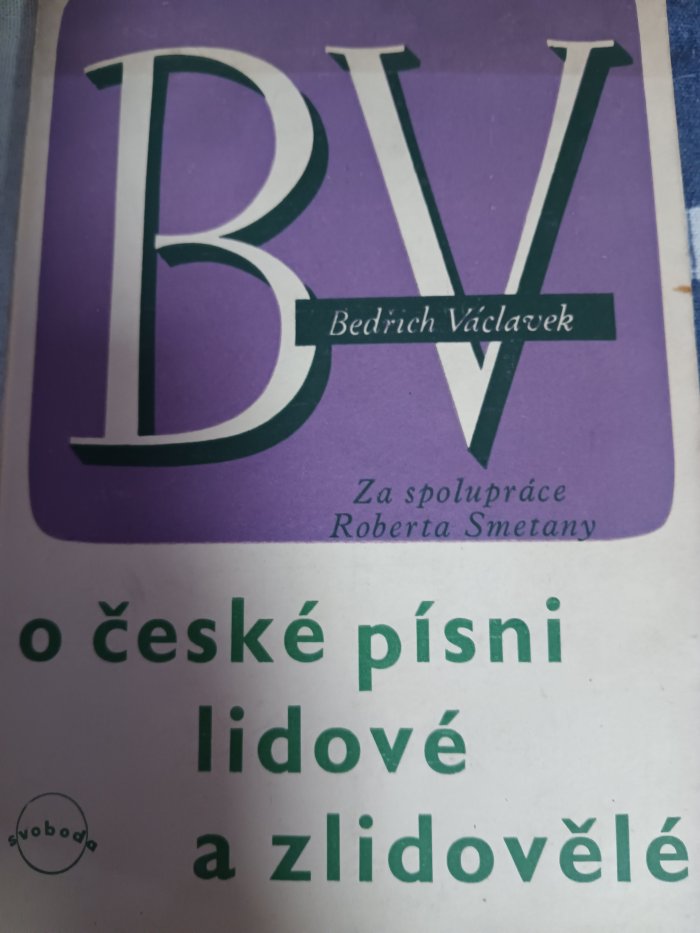 BV
Bedřich Václavek
Za spolupráce
Roberta Smetany
o české písni
lidové
a zlidovělé
svoboda